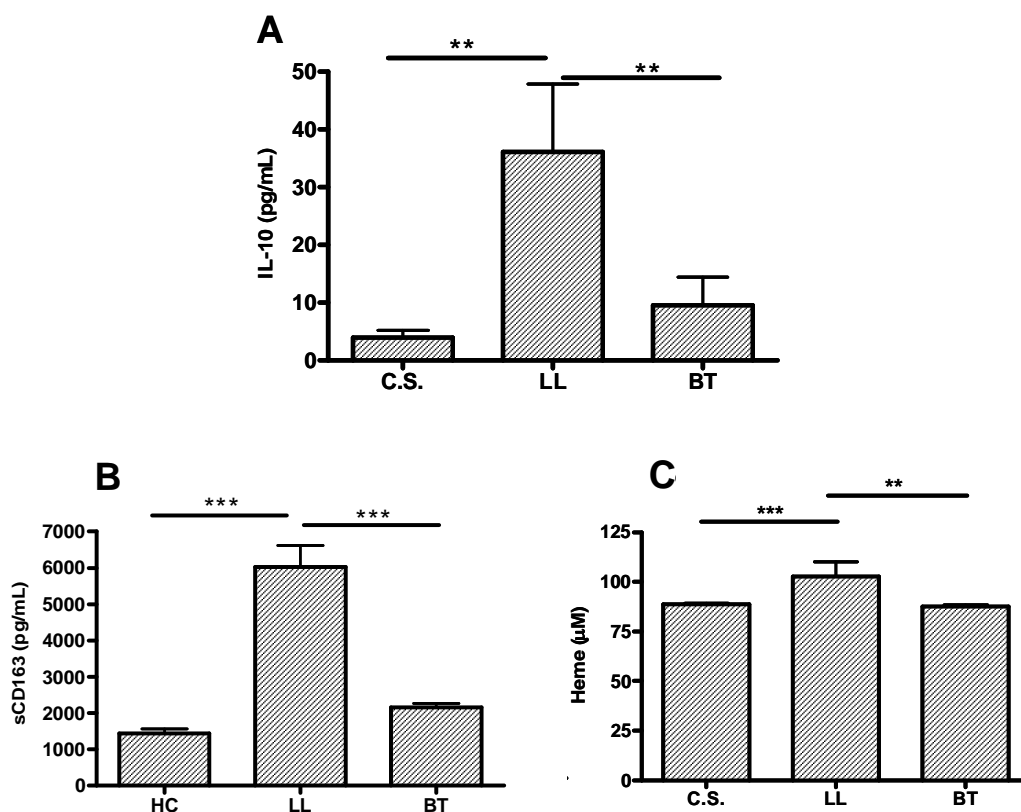 A
**
**
50
40
30
20
10
0
IL-10 (pg/mL)
C.S. LL BT
B
***
***
7000
6000
5000
4000
3000
2000
1000
0
sCD163 (pg/mL)
HC LL BT
C
**
***
125
100
75
50
25
0
Heme (μM)
C.S. LL BT